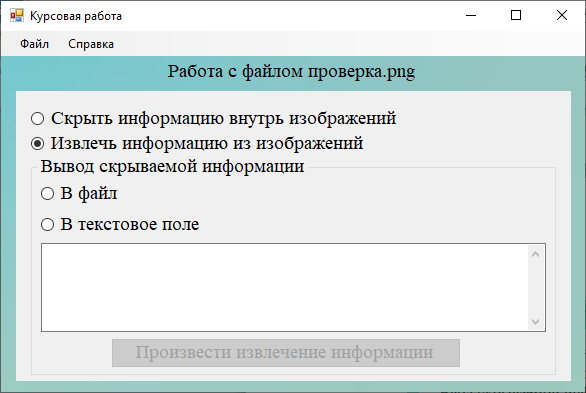 Курсовая работа
Файл Справка
Работа с файлом проверка.png
Скрыть информацию внутрь изображений
Извлечь информацию из изображений
Вывод скрываемой информации
В файл
В текстовое поле
Произвести извлечение информации